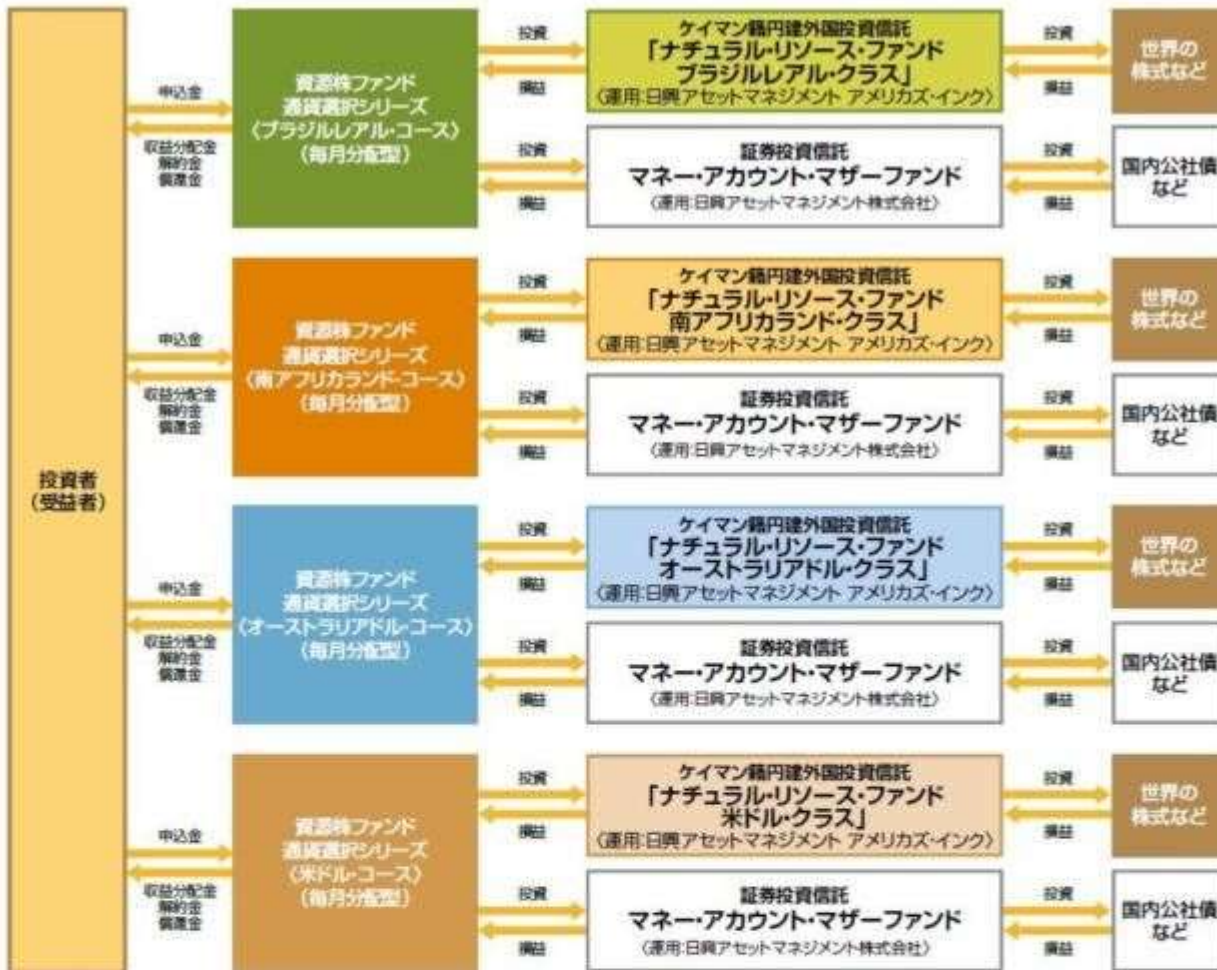 投資者
(受益者)
申込金
収益分配金
解約金
償還金
資源株ファンド
通貨選択シリーズ
〈ブラジルレアル・コース〉
(毎月分配型)
投資
損益
ケイマン籍円建外国投資信託
「ナチュラル・リソース・ファンド
ブラジルレアル・クラス」
〈運用:日興アセットマネジメント アメリカズ・インク〉
投資
損益
世界の
株式など
投資
損益
証券投資信託
マネー・アカウント・マザーファンド
〈運用:日興アセットマネジメント株式会社〉
投資
損益
国内公社債
など
申込金
収益分配金
解約金
償還金
資源株ファンド
通貨選択シリーズ
〈南アフリカランド・コース〉
(毎月分配型)
投資
損益
ケイマン籍円建外国投資信託
「ナチュラル・リソース・ファンド
南アフリカランド・クラス」
〈運用:日興アセットマネジメント アメリカズ・インク〉
投資
損益
世界の
株式など
投資
損益
証券投資信託
マネー・アカウント・マザーファンド
〈運用:日興アセットマネジメント株式会社〉
投資
損益
国内公社債
など
申込金
収益分配金
解約金
償還金
資源株ファンド
通貨選択シリーズ
〈オーストラリアドル・コース〉
(毎月分配型)
投資
損益
ケイマン籍円建外国投資信託
「ナチュラル・リソース・ファンド
オーストラリアドル・クラス」
〈運用:日興アセットマネジメント アメリカズ・インク〉
投資
損益
世界の
株式など
投資
損益
証券投資信託
マネー・アカウント・マザーファンド
〈運用:日興アセットマネジメント株式会社〉
投資
損益
国内公社債
など
申込金
収益分配金
解約金
償還金
資源株ファンド
通貨選択シリーズ
〈米ドル・コース〉
(毎月分配型)
投資
損益
ケイマン籍円建外国投資信託
「ナチュラル・リソース・ファンド
米ドル・クラス」
〈運用:日興アセットマネジメント アメリカズ・インク〉
投資
損益
世界の
株式など
投資
損益
証券投資信託
マネー・アカウント・マザーファンド
〈運用:日興アセットマネジメント株式会社〉
投資
損益
国内公社債
など